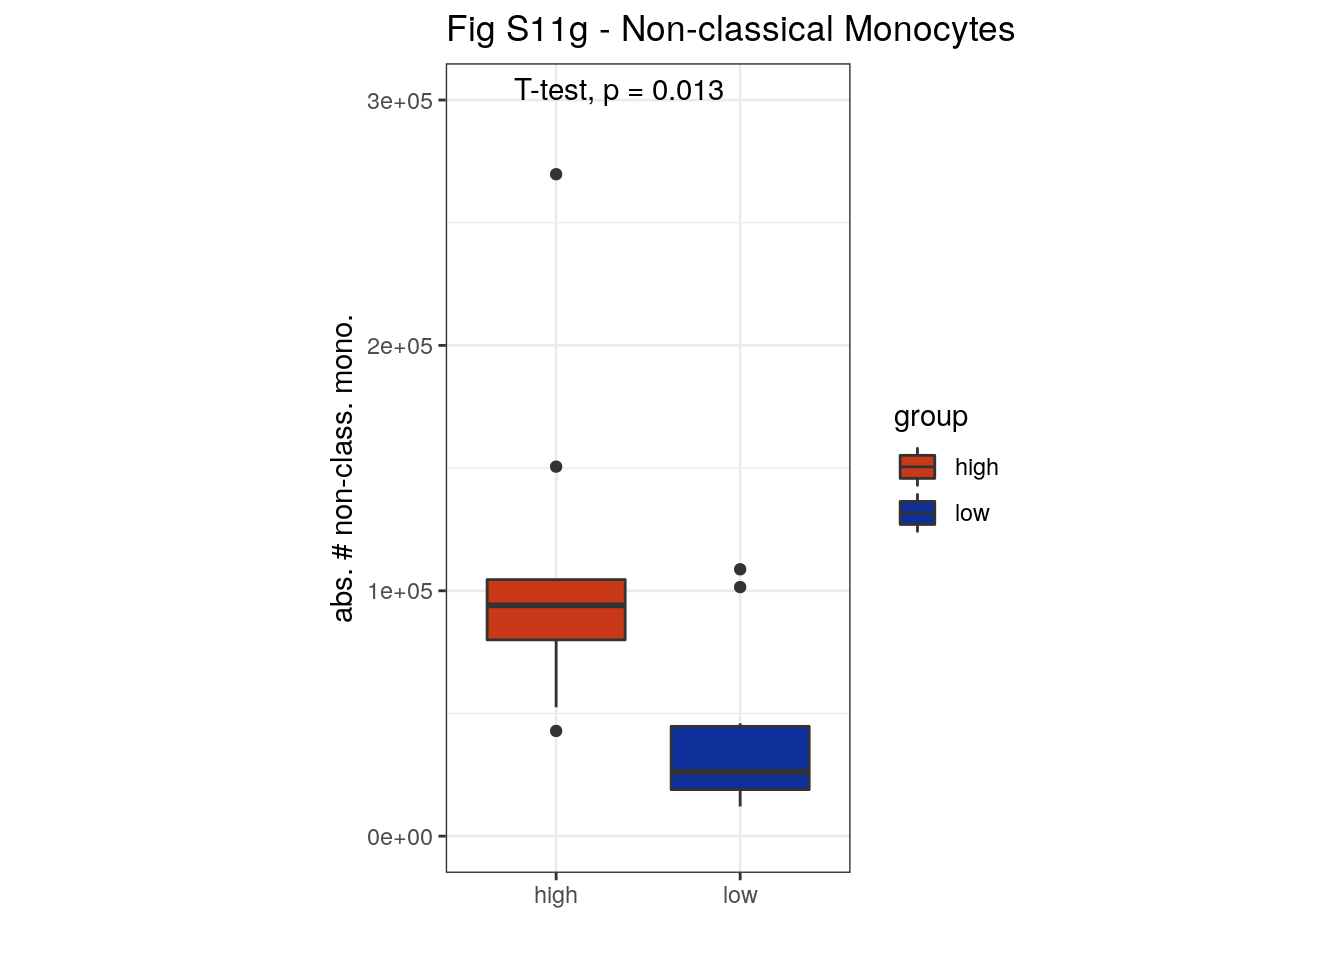 Fig S11g - Non-classical Monocytes
T-test, p = 0.013
3e+05
2e+05
1e+05
0e+00
abs. # non-class. mono.
high
low
group
high
low